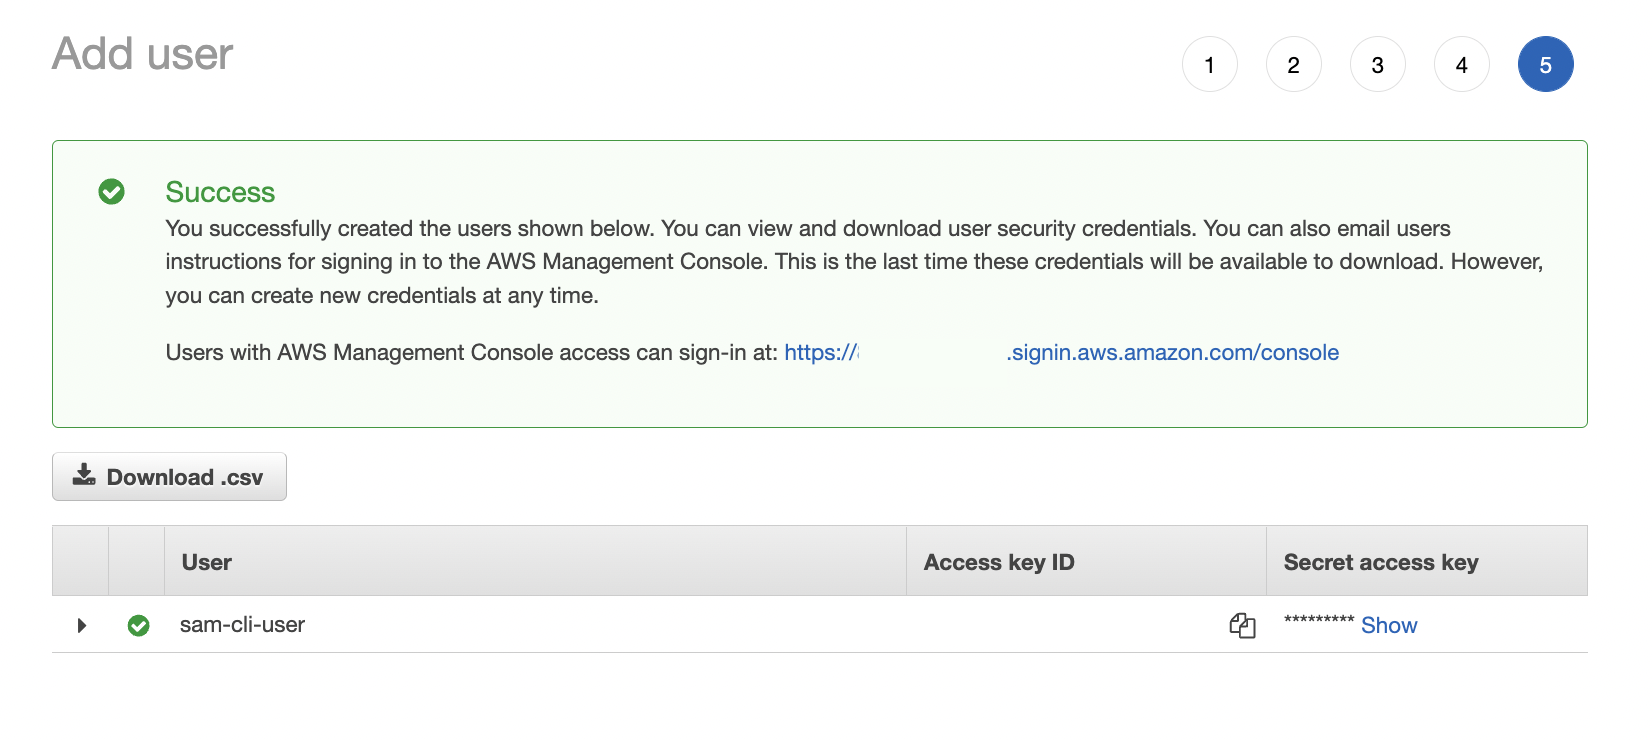 Add user
1 2 3 4 5
Success
You successfully created the users shown below. You can view and download user security credentials. You can also email users
instructions for signing in to the AWS Management Console. This is the last time these credentials will be available to download. However,
you can create new credentials at any time.
Users with AWS Management Console access can sign-in at: https:// .signin.aws.amazon.com/console
Download .csv
User Access key ID Secret access key
sam-cli-user ********* Show